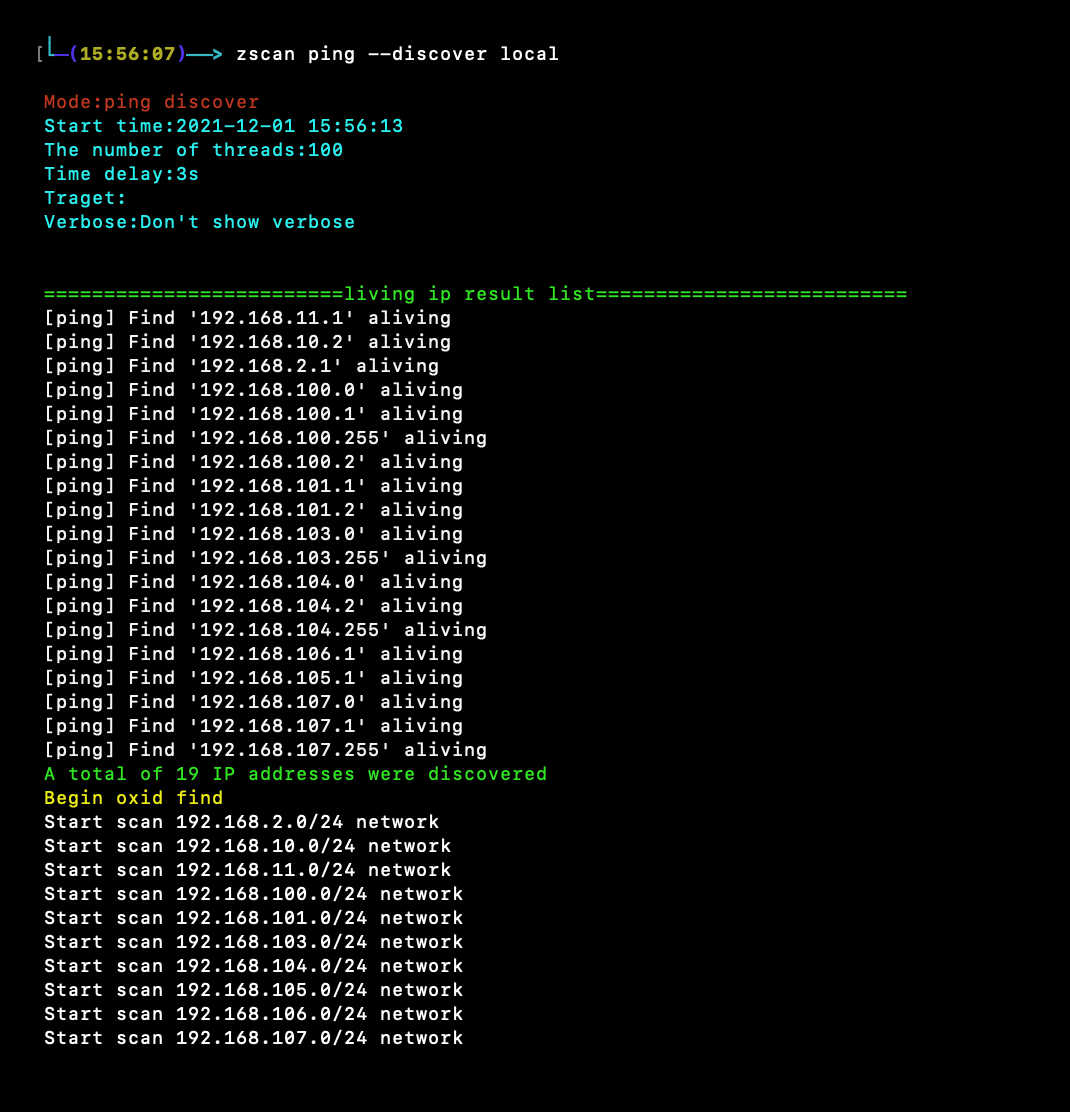 [└─(15:56:07)──> zscan ping --discover local
Mode:ping discover
Start time:2021-12-01 15:56:13
The number of threads:100
Time delay:3s
Traget:
Verbose:Don't show verbose
=========================living ip result list==========================
[ping] Find '192.168.11.1' aliving
[ping] Find '192.168.10.2' aliving
[ping] Find '192.168.2.1' aliving
[ping] Find '192.168.100.0' aliving
[ping] Find '192.168.100.1' aliving
[ping] Find '192.168.100.255' aliving
[ping] Find '192.168.100.2' aliving
[ping] Find '192.168.101.1' aliving
[ping] Find '192.168.101.2' aliving
[ping] Find '192.168.103.0' aliving
[ping] Find '192.168.103.255' aliving
[ping] Find '192.168.104.0' aliving
[ping] Find '192.168.104.2' aliving
[ping] Find '192.168.104.255' aliving
[ping] Find '192.168.106.1' aliving
[ping] Find '192.168.105.1' aliving
[ping] Find '192.168.107.0' aliving
[ping] Find '192.168.107.1' aliving
[ping] Find '192.168.107.255' aliving
A total of 19 IP addresses were discovered
Begin oxid find
Start scan 192.168.2.0/24 network
Start scan 192.168.10.0/24 network
Start scan 192.168.11.0/24 network
Start scan 192.168.100.0/24 network
Start scan 192.168.101.0/24 network
Start scan 192.168.103.0/24 network
Start scan 192.168.104.0/24 network
Start scan 192.168.105.0/24 network
Start scan 192.168.106.0/24 network
Start scan 192.168.107.0/24 network